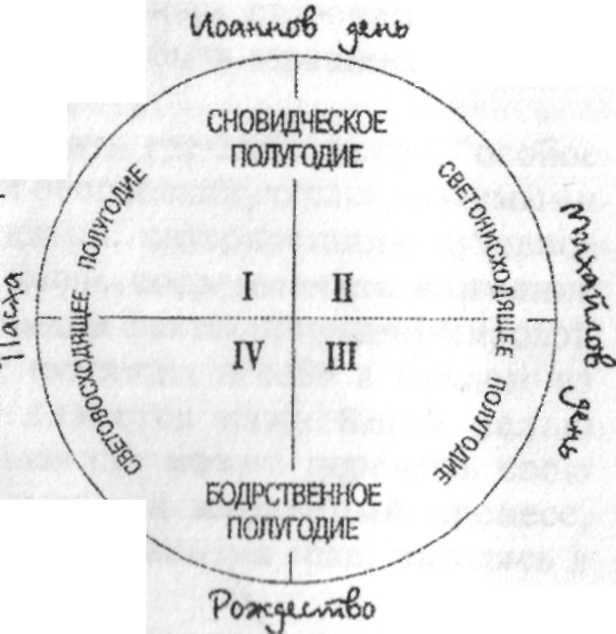 Иоаннов день
СНОВИДЧЕСКОЕ
ПОЛУГОДИЕ
СВЕТОВОСХОДЯЩЕЕ ПОЛУГОДИЕ
СВЕТОНИСХОДЯЩЕЕ ПОЛУГОДИЕ
Пасха
Михайлов день
I II
IV III
БОДРСТВЕННОЕ
ПОЛУГОДИЕ
Рождество